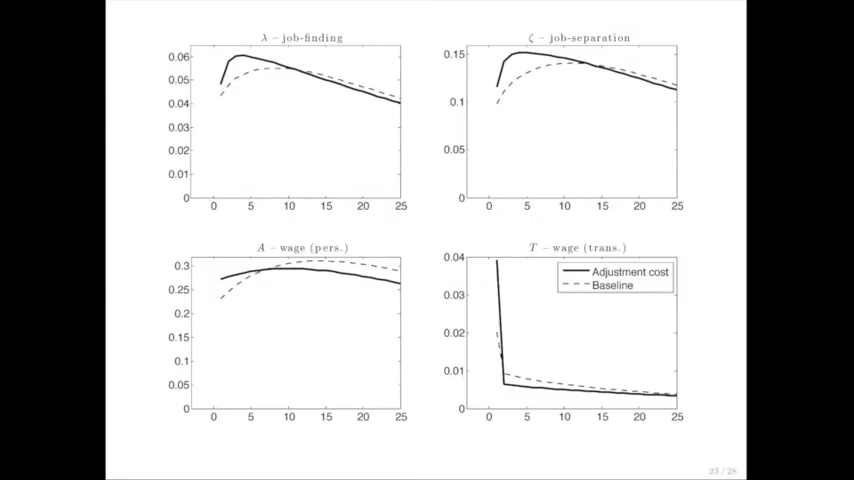 λ – job-finding
0.06
0.05
0.04
0.03
0.02
0.01
0
0 5 10 15 20 25
ζ – job-separation
0.15
0.1
0.05
0
0 5 10 15 20 25
A – wage (pers.)
0.3
0.25
0.2
0.1
0.1
0.05
0
0 5 10 15 20 25
T – wage (trans.)
0.04
0.03
0.02
0.01
0
0 5 10 15 20 25
Adjustment cost
Baseline
23 / 28